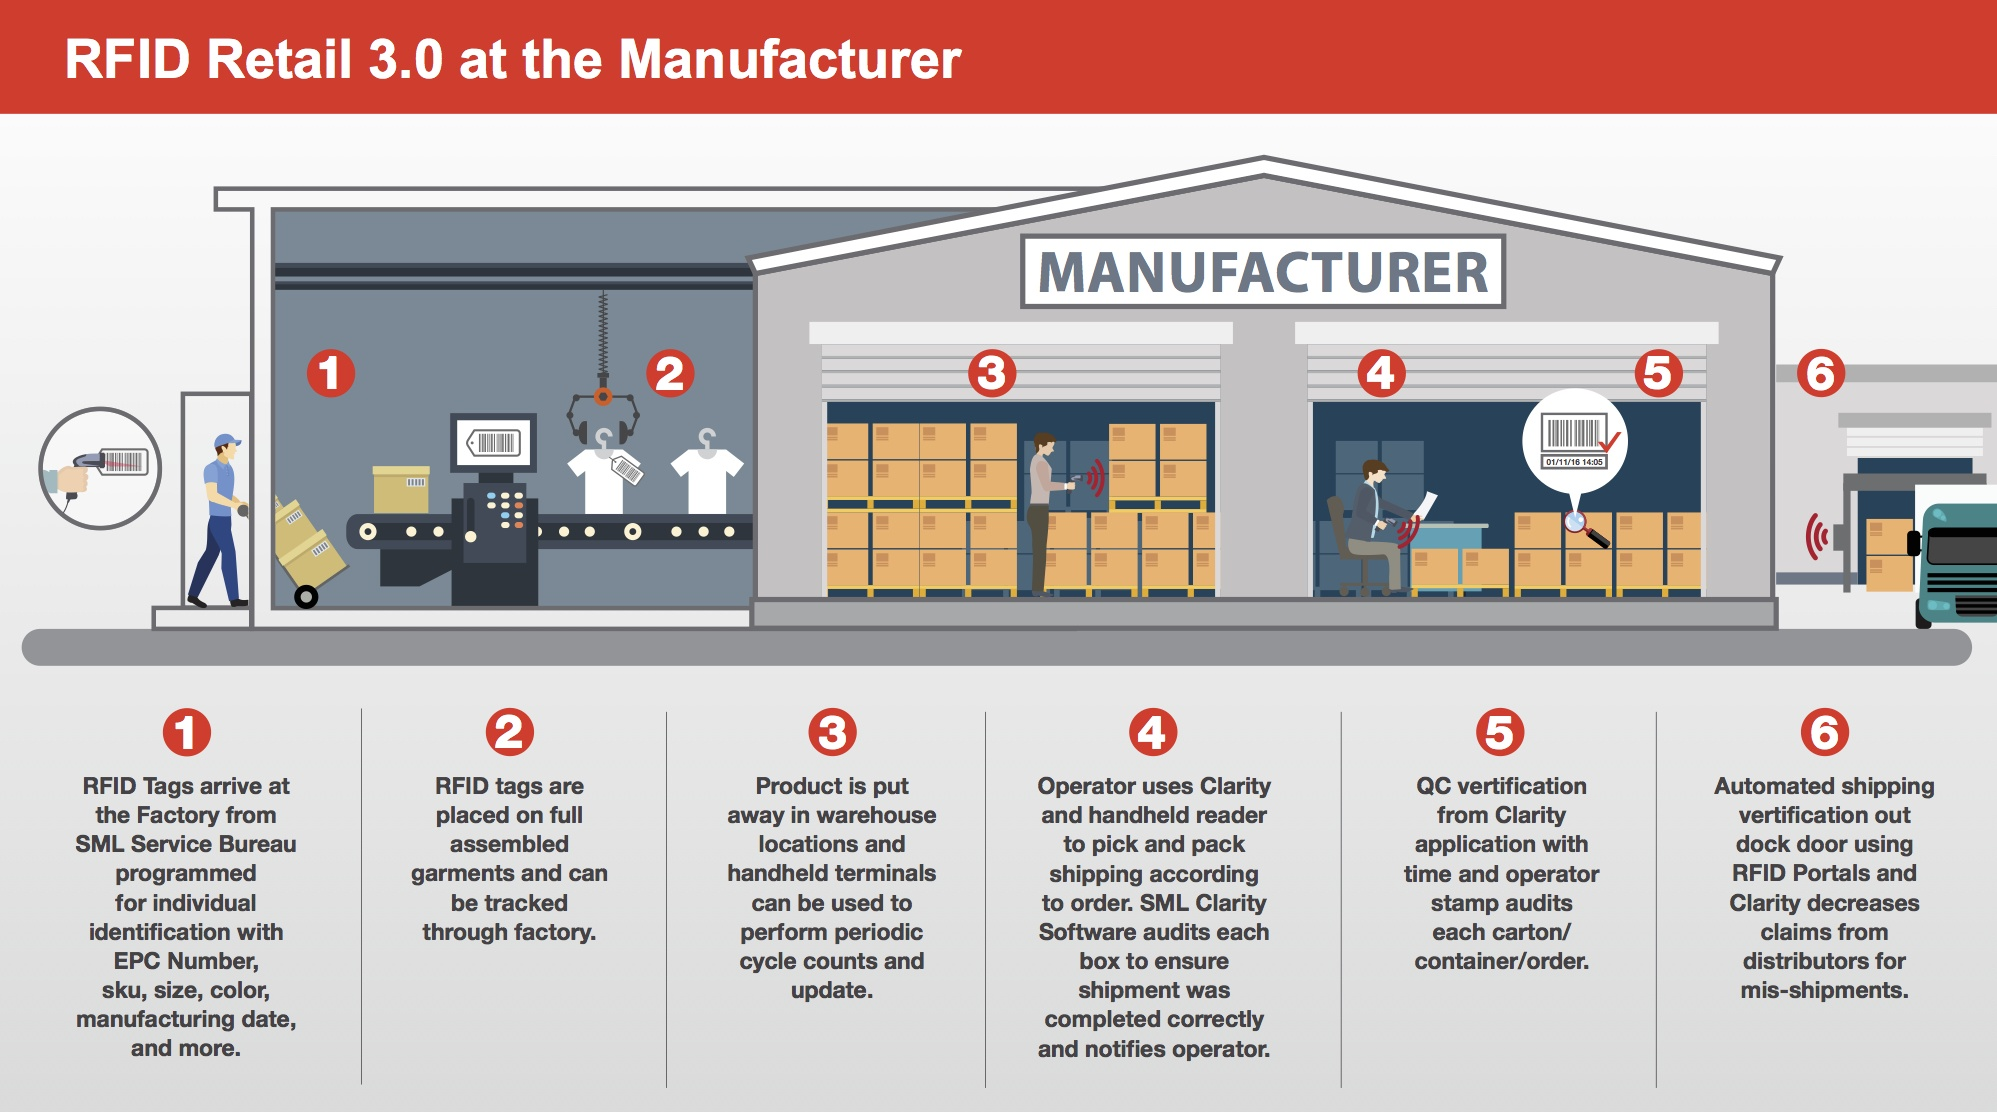 RFID Retail 3.0 at the Manufacturer
MANUFACTURER
1
2
3
4
5
6
01/11/16 14:05
1
RFID Tags arrive at
the Factory from
SML Service Bureau
programmed
for individual
identification with
EPC Number,
sku, size, color,
manufacturing date,
and more.
2
RFID tags are
placed on full
assembled
garments and can
be tracked
through factory.
3
Product is put
away in warehouse
locations and
handheld terminals
can be used to
perform periodic
cycle counts and
update.
4
Operator uses Clarity
and handheld reader
to pick and pack
shipping according
to order. SML Clarity
Software audits each
box to ensure
shipment was
completed correctly
and notifies operator.
5
QC vertification
from Clarity
application with
time and operator
stamp audits
each carton/
container/order.
6
Automated shipping
vertification out
dock door using
RFID Portals and
Clarity decreases
claims from
distributors for
mis-shipments.